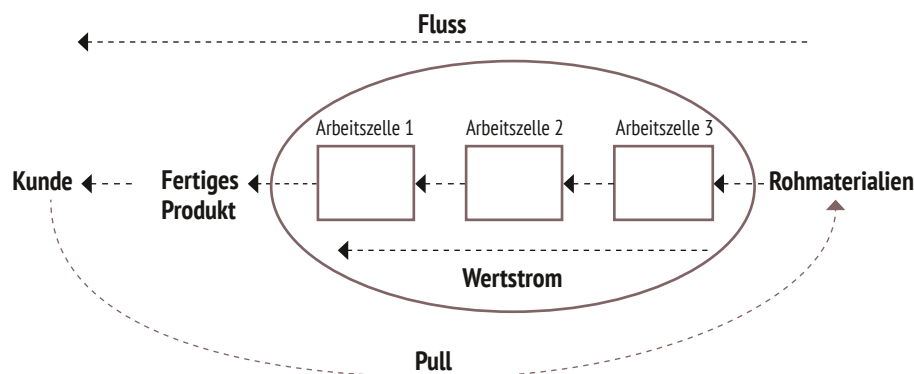 Fluss
Arbeitszelle 1
Arbeitszelle 2
Arbeitszelle 3
Kunde
Fertiges
Produkt
Rohmaterialien
Wertstrom
Pull